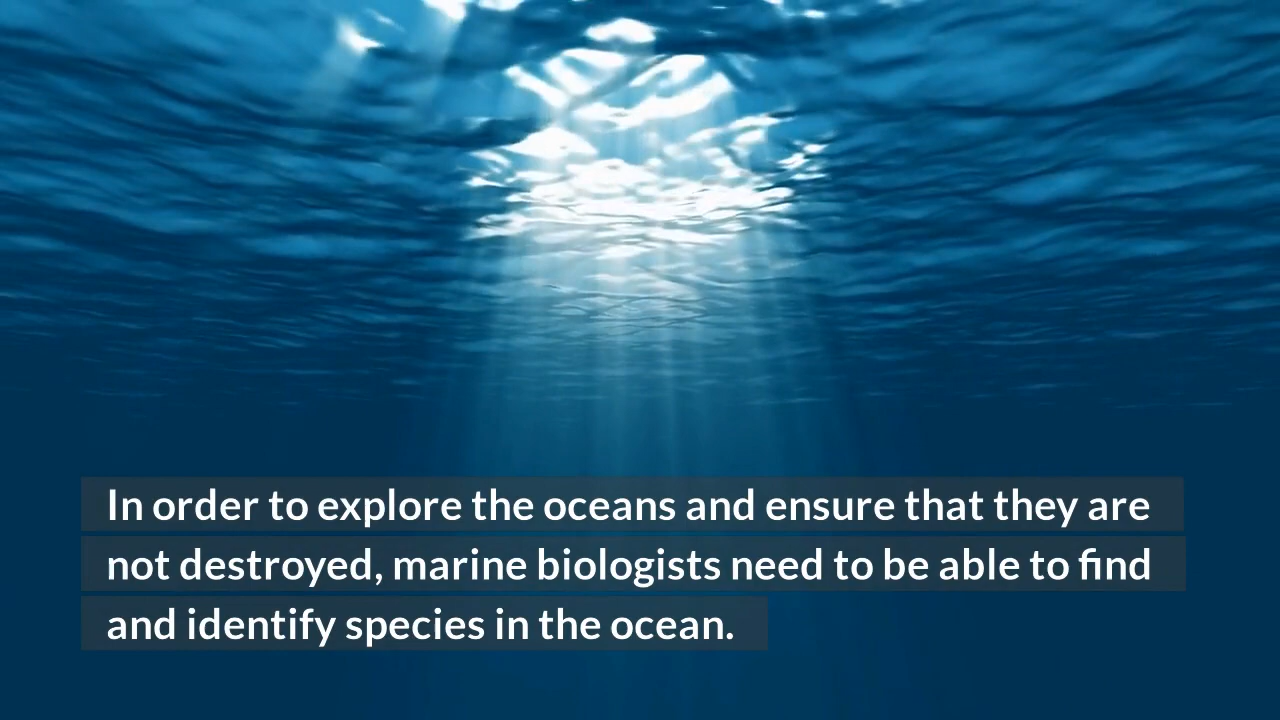 In order to explore the oceans and ensure that they are
not destroyed, marine biologists need to be able to find
and identify species in the ocean.